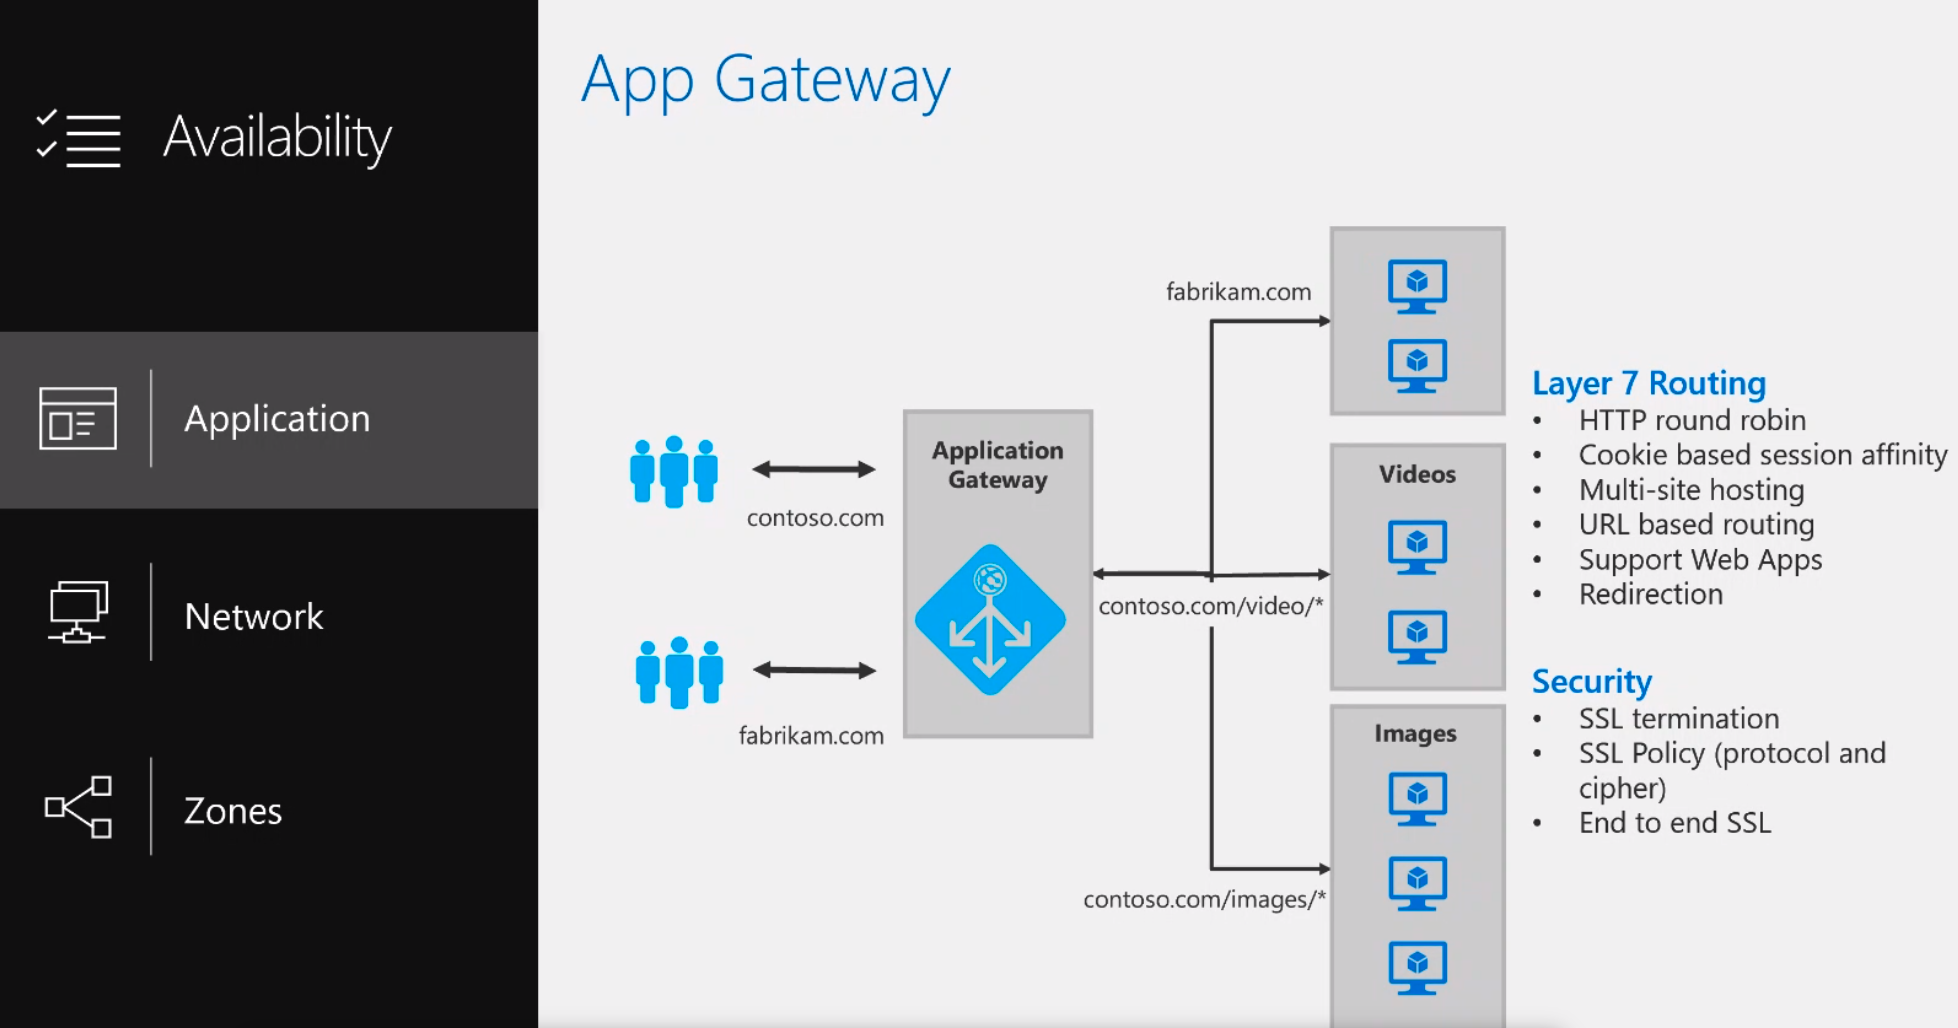 Availability
Application
Network
Zones
App Gateway
contoso.com
fabrikam.com
Application
Gateway
fabrikam.com
contoso.com/video/*
contoso.com/images/*
Videos
Images
Layer 7 Routing
• HTTP round robin
• Cookie based session affinity
• Multi-site hosting
• URL based routing
• Support Web Apps
• Redirection
Security
• SSL termination
• SSL Policy (protocol and
cipher)
• End to end SSL